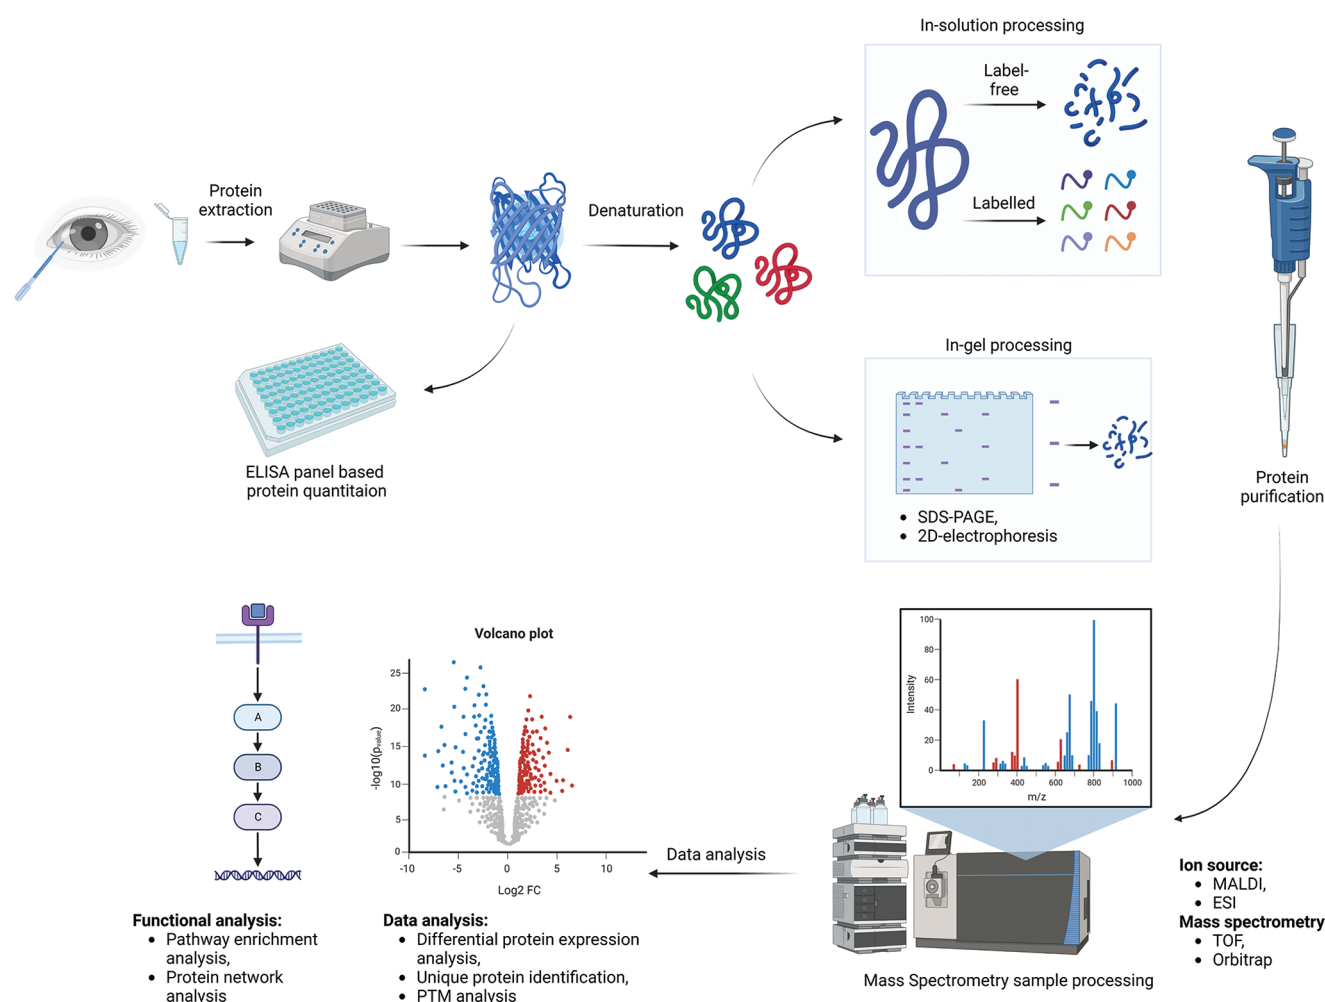 In-solution processing
Label-
free
Labelled
Protein
extraction
Denaturation
In-gel processing
SDS-PAGE,
2D-electrophoresis
ELISA panel based
protein quantitaion
Protein
purification
Volcano plot
-log10(pvalue)
25
20
15
10
5
0
-10
-5
0
5
10
Log2 FC
A
B
C
Intensity
100
80
60
40
20
0
200
400
600
800
1000
m/z
Data analysis
Ion source:
MALDI,
ESI
Mass spectrometry
TOF,
Orbitrap
Mass Spectrometry sample processing
Functional analysis:
Pathway enrichment
analysis,
Protein network
analysis
Data analysis:
Differential protein expression
analysis,
Unique protein identification,
PTM analysis